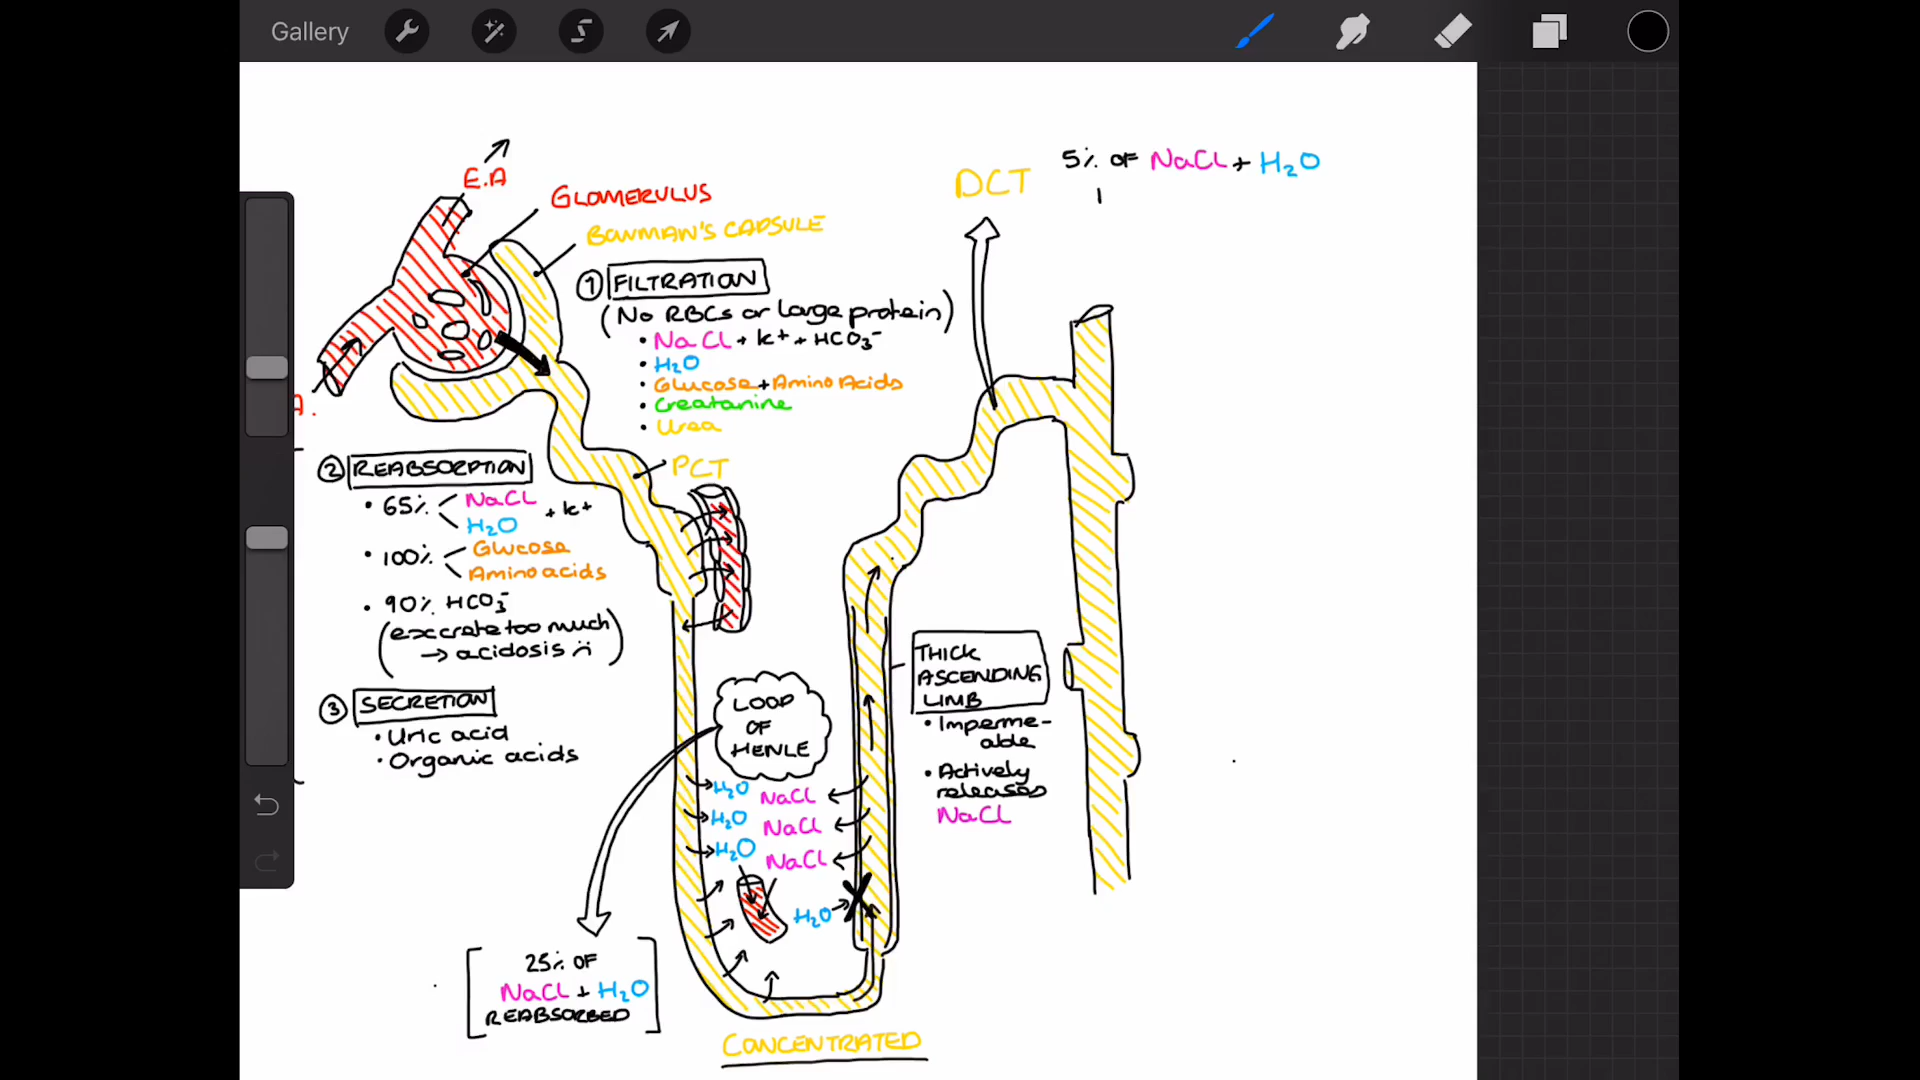 Gallery
E.A
GLOMERULUS
BOWMAN'S CAPSULE
A.
① FILTRATION
(No RBCs or large protein)
• NaCl + K+ + HCO3-
• H2O
• Glucose + Amino Acids
• Creatanine
• Urea
② REABSORPTION
• 65% NaCL
H2O + K+
• 100% Glucose
Amino acids
• 90% HCO3-
(excrete too much
→ acidosis :()
③ SECRETION
• Uric acid
• Organic acids
PCT
LOOP
OF
HENLE
H2O NaCl
H2O NaCl
H2O NaCl
H2O
25% OF
NaCl + H2O
REABSORBED
CONCENTRATED
THICK
ASCENDING
LIMB
• Imperme-
able
• Actively
releases
NaCl
DCT
5% OF NaCL + H2O